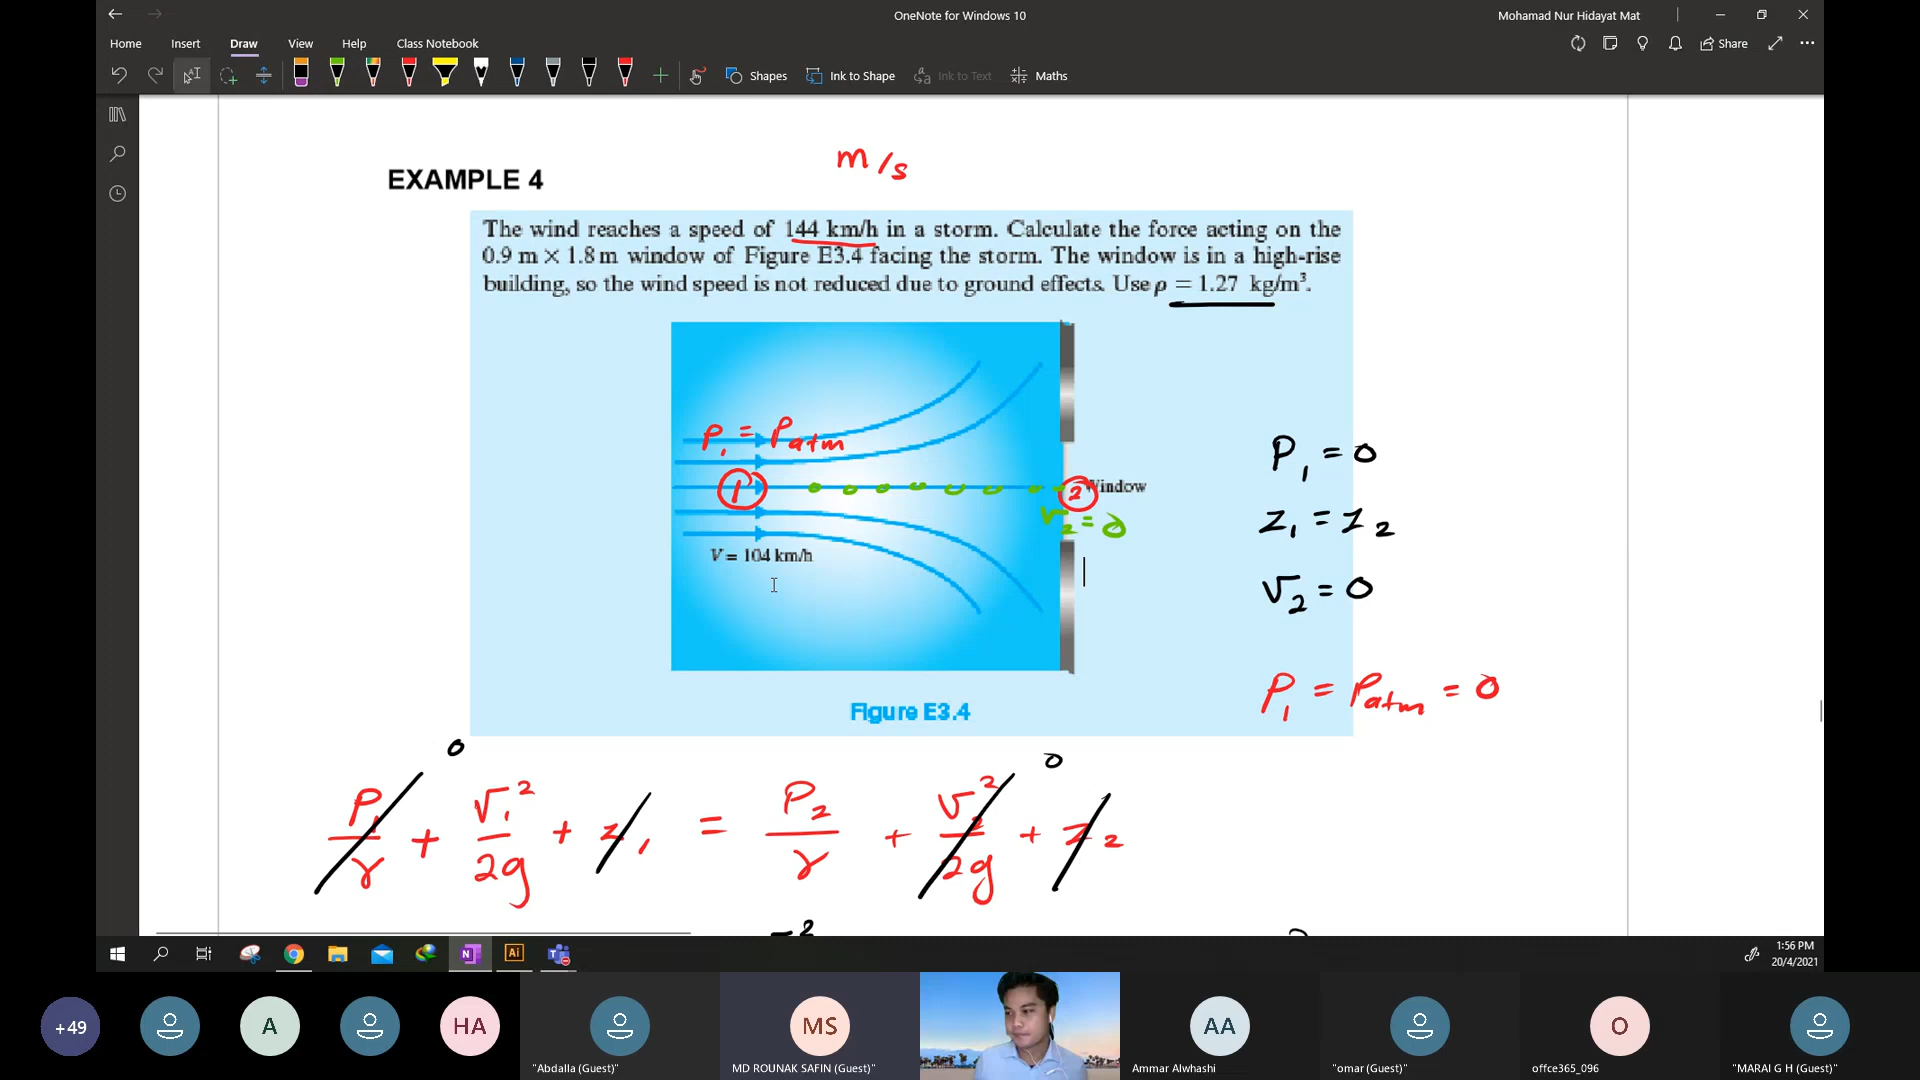 OneNote for Windows 10
Mohamad Nur Hidayat Mat
Home Insert Draw View Help Class Notebook
Share
Shapes Ink to Shape Ink to Text Maths
m/s
EXAMPLE 4
The wind reaches a speed of 144 km/h in a storm. Calculate the force acting on the
0.9 m × 1.8 m window of Figure E3.4 facing the storm. The window is in a high-rise
building, so the wind speed is not reduced due to ground effects. Use ρ = 1.27 kg/m³.
P₁ = Patm
1
2
Window
V₂ = 0
V = 104 km/h
P₁ = 0
Z₁ = Z₂
V₂ = 0
P₁ = Patm = 0
Figure E3.4
0 0
P₁/γ + V₁²/2g + Z₁ = P₂/γ + V₂²/2g + Z₂
1:56 PM
20/4/2021
+49
A
HA
MS
AA
O
"Abdalla (Guest)"
MD ROUNAK SAFIN (Guest)"
Ammar Alwhashi
"omar (Guest)"
offce365_096
"MARAI G H (Guest)"